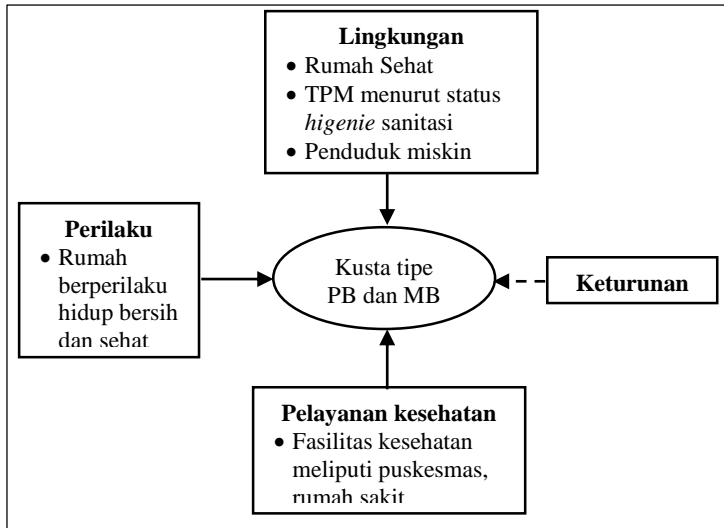 Lingkungan
• Rumah Sehat
• TPM menurut status
higenie sanitasi
• Penduduk miskin
Perilaku
• Rumah
berperilaku
hidup bersih
dan sehat
Kusta tipe
PB dan MB
Keturunan
Pelayanan kesehatan
• Fasilitas kesehatan
meliputi puskesmas,
rumah sakit